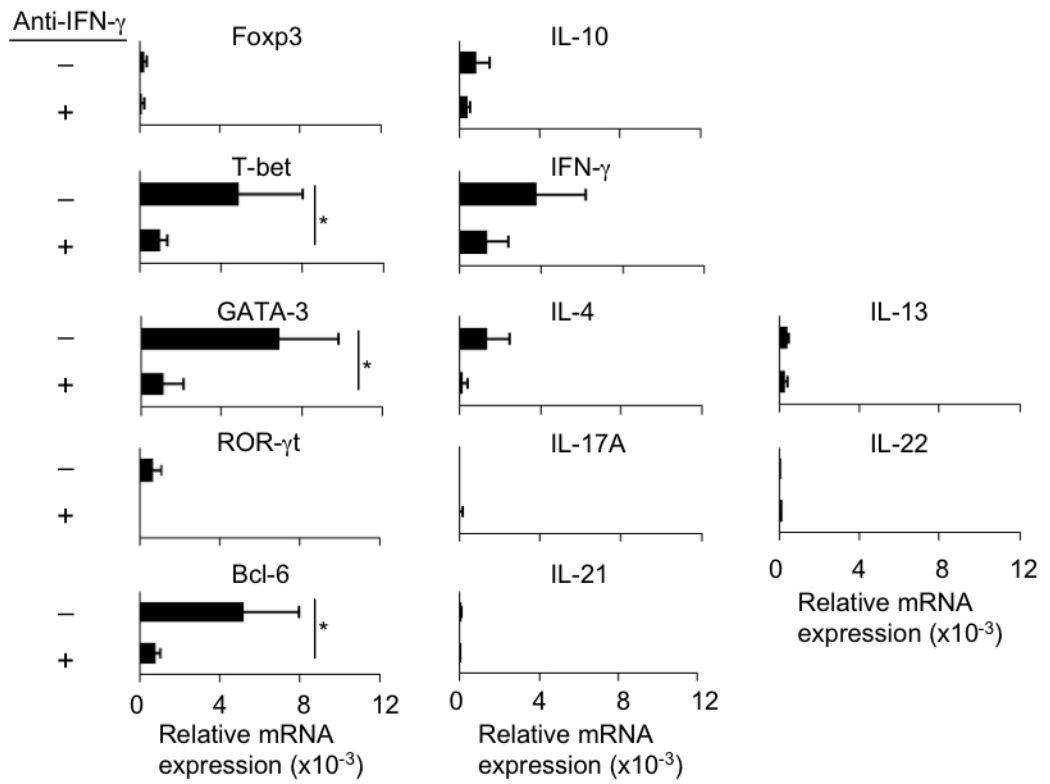 Anti-IFN-γ
Foxp3
IL-10
−
+
T-bet
IFN-γ
−
*
+
GATA-3
IL-4
IL-13
−
*
+
ROR-γt
IL-17A
IL-22
−
+
0 4 8 12
Relative mRNA
expression (x10⁻³)
Bcl-6
IL-21
−
*
+
0 4 8 12
0 4 8 12
Relative mRNA
expression (x10⁻³)
Relative mRNA
expression (x10⁻³)